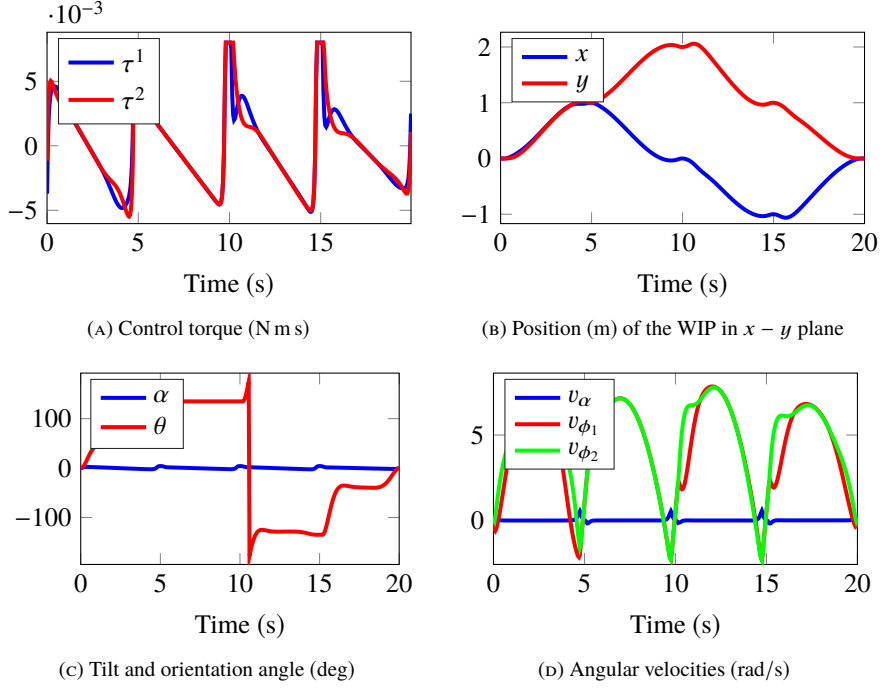 ·10⁻³
τ¹
τ²
5
0
−5
0
5
10
15
Time (s)
(A) Control torque (N m s)
x
y
2
1
0
−1
0
5
10
15
20
Time (s)
(B) Position (m) of the WIP in x − y plane
α
θ
100
0
−100
0
5
10
15
20
Time (s)
(C) Tilt and orientation angle (deg)
v_α
v_ϕ₁
v_ϕ₂
5
0
0
5
10
15
20
Time (s)
(D) Angular velocities (rad/s)